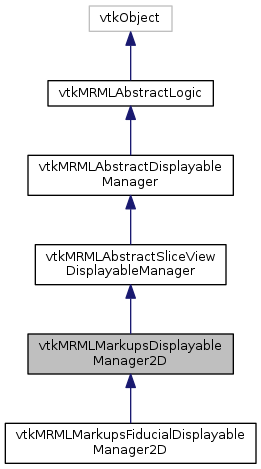 vtkObject
vtkMRMLAbstractLogic
vtkMRMLAbstractDisplayable
Manager
vtkMRMLAbstractSliceView
DisplayableManager
vtkMRMLMarkupsDisplayable
Manager2D
vtkMRMLMarkupsFiducialDisplayable
Manager2D